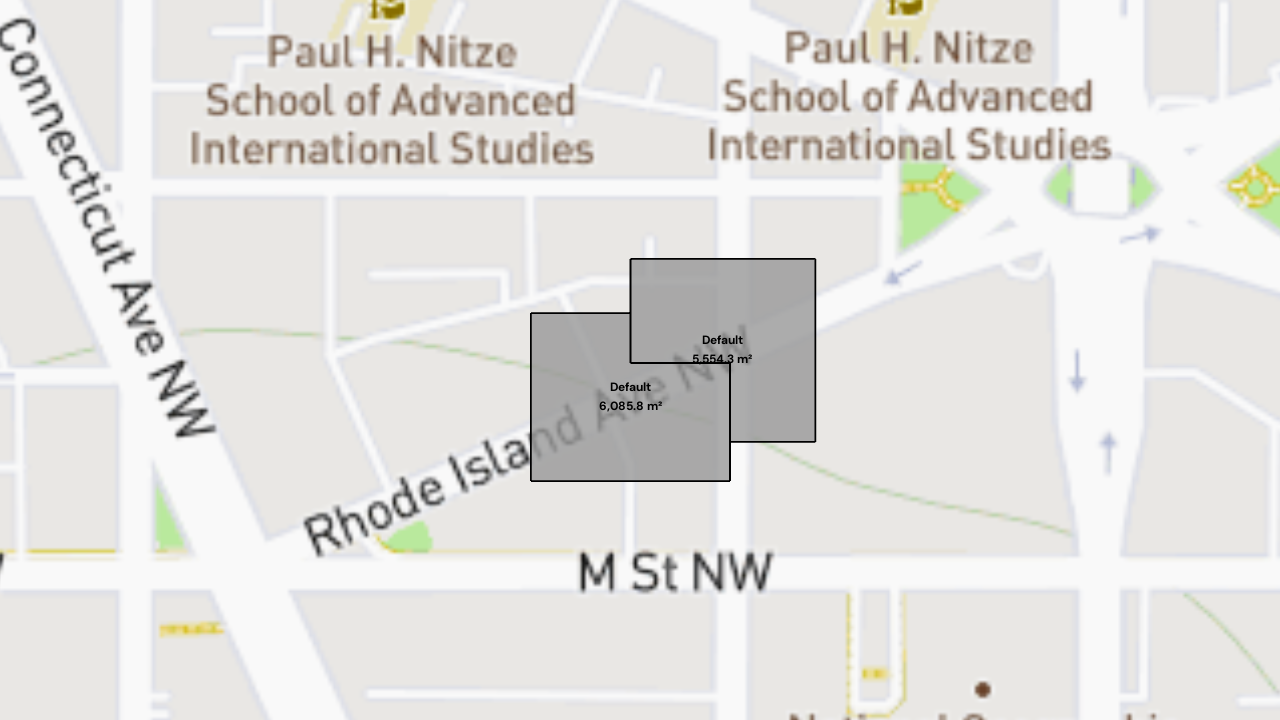 Paul H. Nitze
School of Advanced
International Studies
Paul H. Nitze
School of Advanced
International Studies
Connecticut Ave NW
Default
5,554.3 m²
Default
6,085.8 m²
Rhode Island Ave NW
M St NW